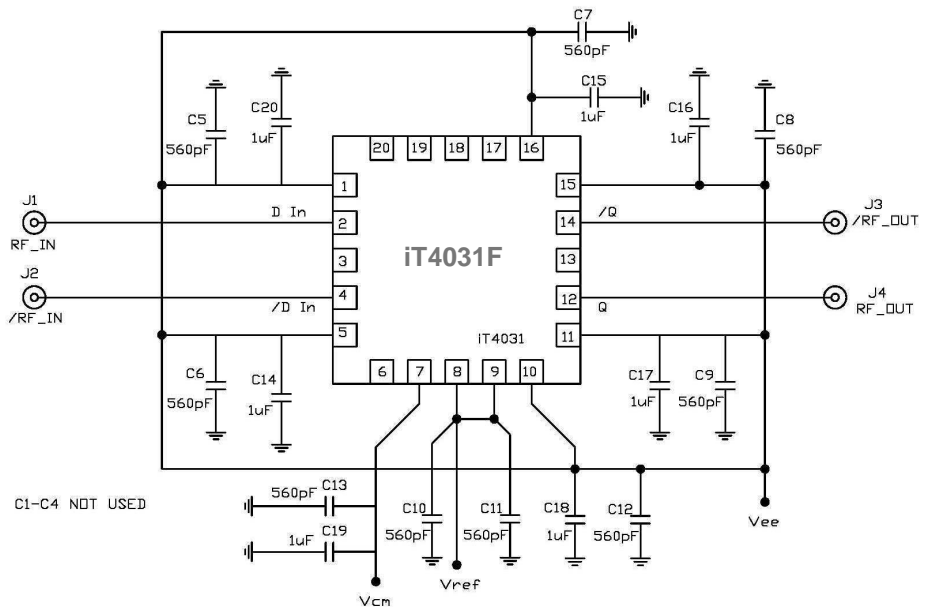 C7
560pF
C15
1uF
C5
560pF
C20
1uF
C16
1uF
C8
560pF
20 19 18 17 16
1
15
J1
RF_IN
D In
2
14
/Q
J3
/RF_OUT
3
13
iT4031F
J2
/RF_IN
/D In
4
12
Q
J4
RF_OUT
5
11
iT4031
6 7 8 9 10
C6
560pF
C14
1uF
C17
1uF
C9
560pF
C1-C4 NOT USED
560pF
C13
1uF
C19
C10
560pF
C11
560pF
C18
1uF
C12
560pF
Vee
Vref
Vcm